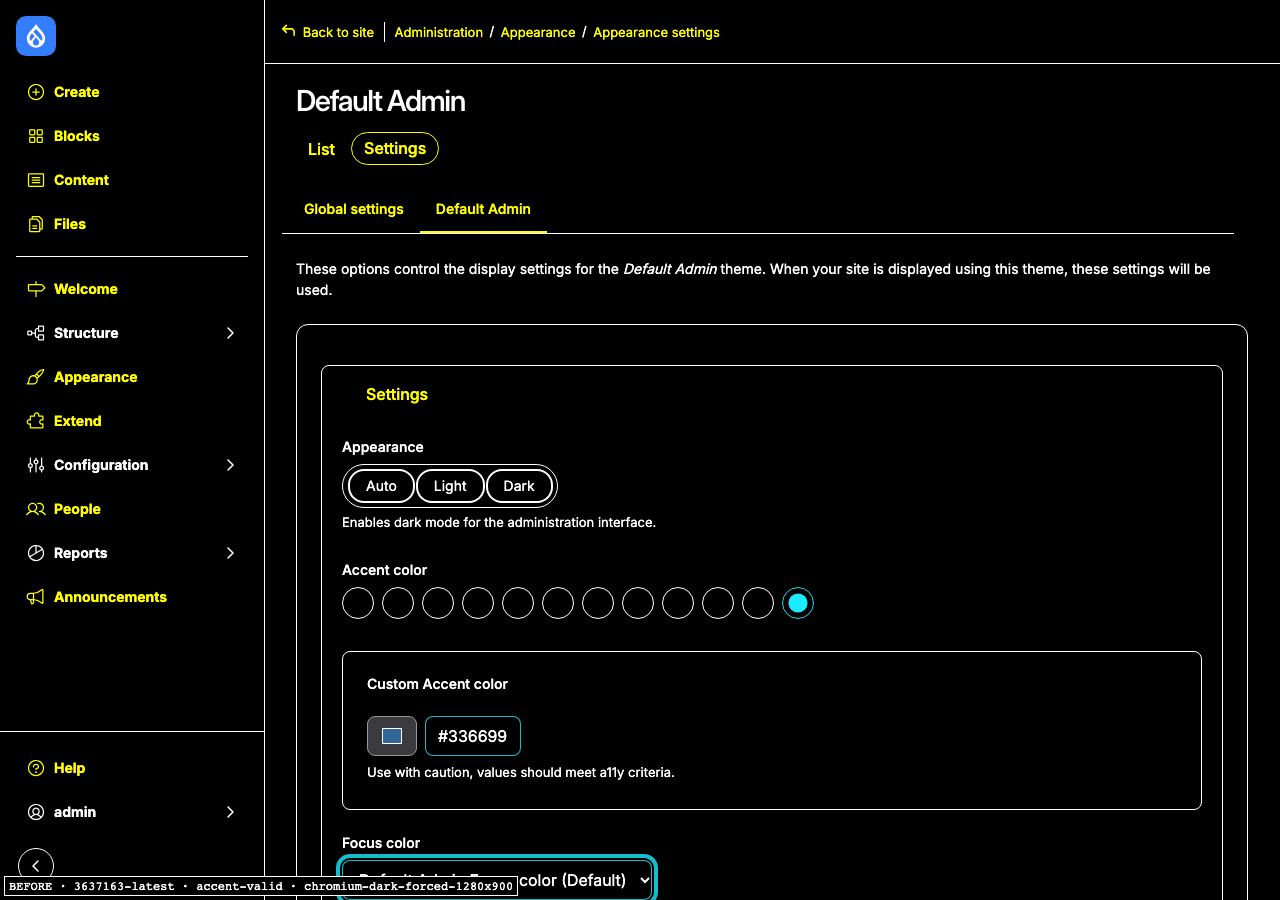 Create
Blocks
Content
Files
Welcome
Structure
Appearance
Extend
Configuration
People
Reports
Announcements
Help
admin
Back to site
Administration / Appearance / Appearance settings
Default Admin
List
Settings
Global settings
Default Admin
These options control the display settings for the Default Admin theme. When your site is displayed using this theme, these settings will be
used.
Settings
Appearance
Auto
Light
Dark
Enables dark mode for the administration interface.
Accent color
Custom Accent color
#336699
Use with caution, values should meet a11y criteria.
Focus color
color (Default)
BEFORE · 3637163-latest · accent-valid · chromium-dark-forced-1280x900